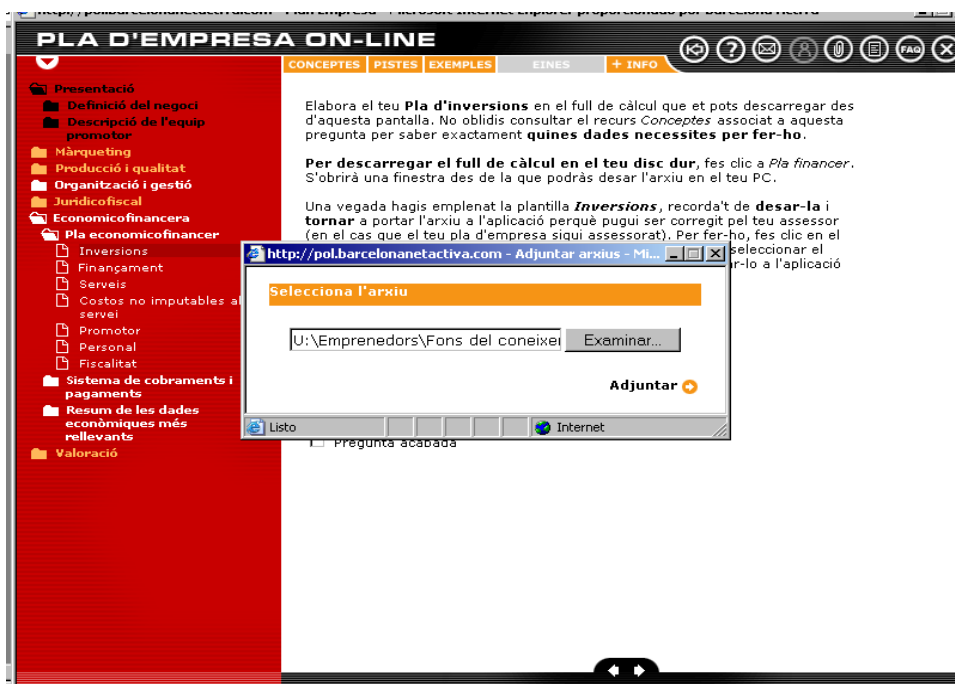 PLA D'EMPRESA ON-LINE
FAQ
CONCEPTES PISTES EXEMPLES EINES + INFO
Presentació
Definició del negoci
Descripció de l'equip
promotor
Màrqueting
Producció i qualitat
Organització i gestió
Juridicofiscal
Economicofinancera
Pla economicofinancer
Inversions
Finançament
Serveis
Costos no imputables al
servei
Promotor
Personal
Fiscalitat
Sistema de cobraments i
pagaments
Resum de les dades
econòmiques més
rellevants
Valoració
Elabora el teu Pla d'inversions en el full de càlcul que et pots descarregar des
d'aquesta pantalla. No oblidis consultar el recurs Conceptes associat a aquesta
pregunta per saber exactament quines dades necessites per fer-ho.
Per descarregar el full de càlcul en el teu disc dur, fes clic a Pla financer.
S'obrirà una finestra des de la que podràs desar l'arxiu en el teu PC.
Una vegada hagis emplenat la plantilla Inversions, recorda't de desar-la i
tornar a portar l'arxiu a l'aplicació perquè pugui ser corregit pel teu assessor
(en el cas que el teu pla d'empresa sigui assessorat). Per fer-ho, fes clic en el
seleccionar el
a l'aplicació
http://pol.barcelonanetactiva.com - Adjuntar arxius - Mi...
Selecciona l'arxiu
U:\Emprenedors\Fons del coneixer Examinar...
Adjuntar
Listo Internet
Pregunta acabada